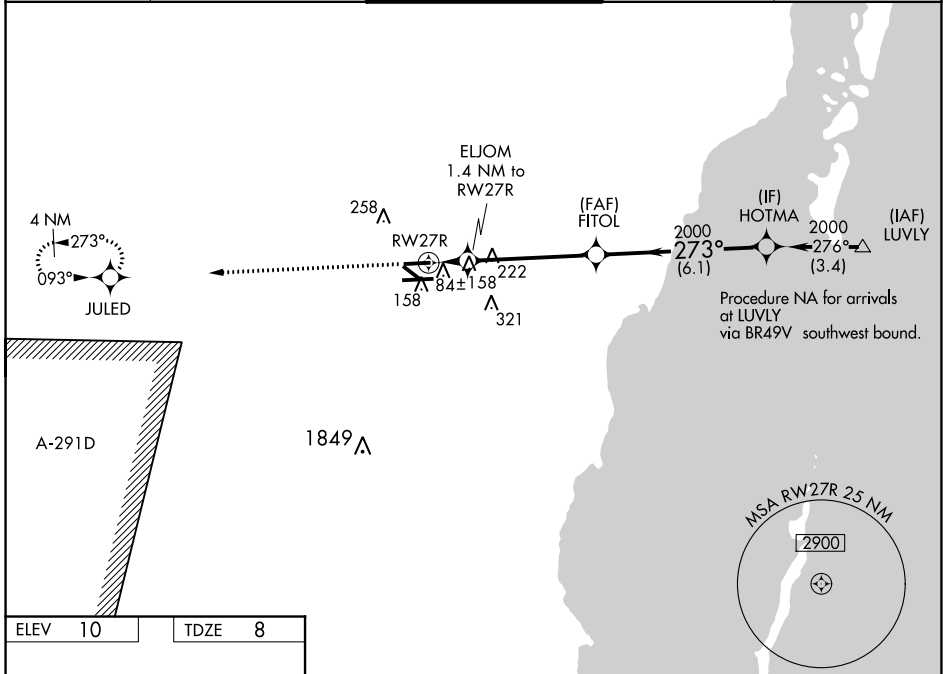 ELJOM
1.4 NM to
RW27R
258
RW27R
(FAF)
FITOL
(IF)
HOTMA
(IAF)
LUVLY
2000
273°
(6.1)
2000
276°
(3.4)
4 NM
273°
093°
JULED
158
84±
158
222
321
Procedure NA for arrivals
at LUVLY
via BR49V southwest bound.
A-291D
1849
MSA RW27R 25 NM
2900
ELEV 10
TDZE 8